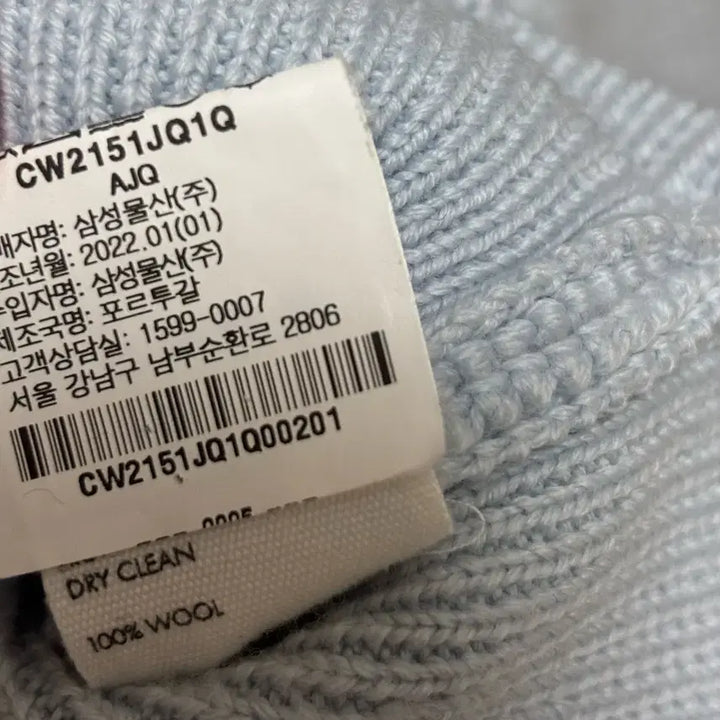 CW2151JQ1Q
AJQ
매자명: 삼성물산(주)
조년월: 2022.01(01)
수입자명: 삼성물산(주)
제조국명: 포르투갈
고객상담실: 1599-0007
서울 강남구 남부순환로 2806
CW2151JQ1Q00201
DRY CLEAN
100% WOOL